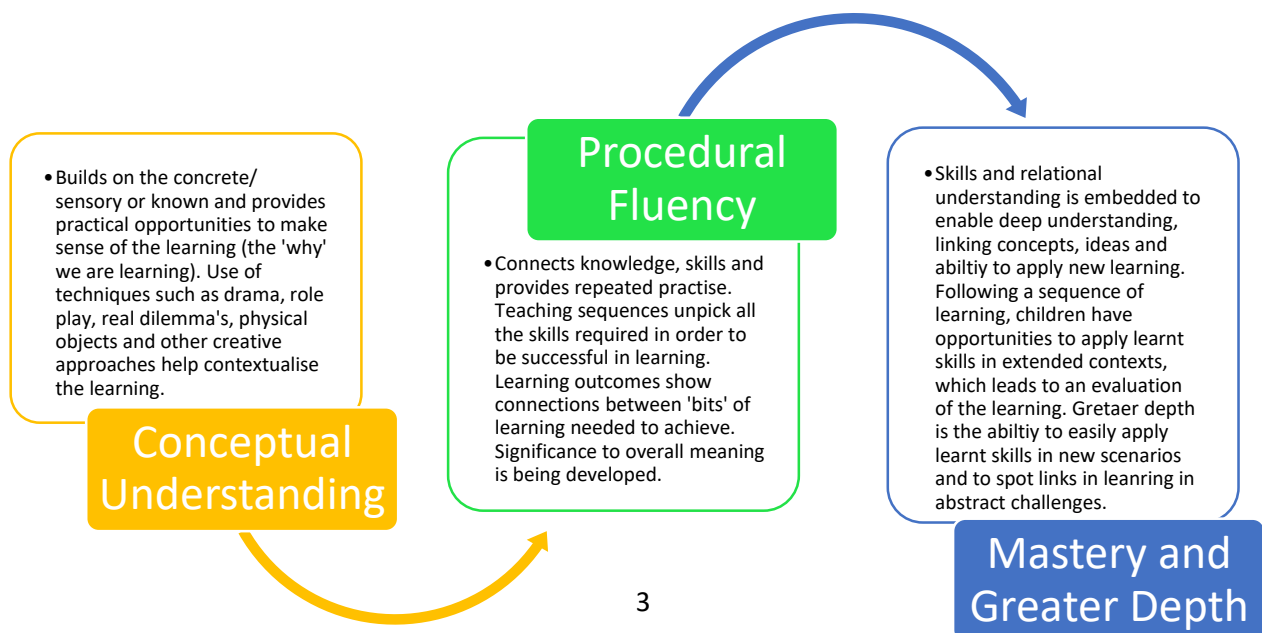 •Builds on the concrete/
sensory or known and provides
practical opportunities to make
sense of the learning (the 'why'
we are learning). Use of
techniques such as drama, role
play, real dilemma's, physical
objects and other creative
approaches help contextualise
the learning.
Conceptual
Understanding
Procedural
Fluency
•Connects knowledge, skills and
provides repeated practise.
Teaching sequences unpick all
the skills required in order to
be successful in learning.
Learning outcomes show
connections between 'bits' of
learning needed to achieve.
Significance to overall meaning
is being developed.
•Skills and relational
understanding is embedded to
enable deep understanding,
linking concepts, ideas and
abiltiy to apply new learning.
Following a sequence of
learning, children have
opportunities to apply learnt
skills in extended contexts,
which leads to an evaluation
of the learning. Gretaer depth
is the abiltiy to easily apply
learnt skills in new scenarios
and to spot links in leanring in
abstract challenges.
Mastery and
Greater Depth
3